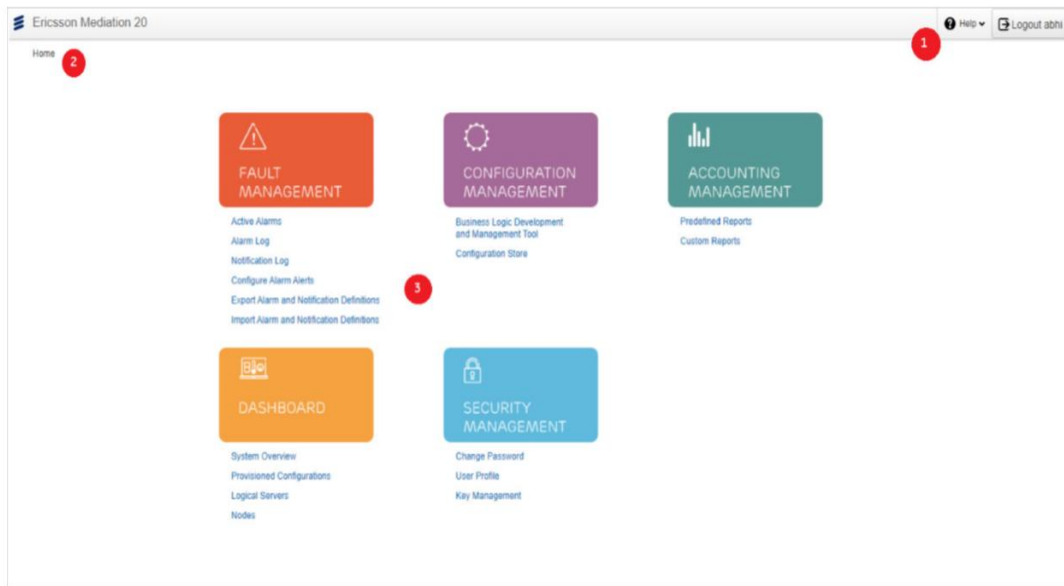 Ericsson Mediation 20
Help
Logout abhi
1
Home
2
FAULT
MANAGEMENT
CONFIGURATION
MANAGEMENT
ACCOUNTING
MANAGEMENT
Active Alarms
Alarm Log
Notification Log
Configure Alarm Alerts
Export Alarm and Notification Definitions
Import Alarm and Notification Definitions
Business Logic Development
and Management Tool
Configuration Store
Predefined Reports
Custom Reports
3
DASHBOARD
SECURITY
MANAGEMENT
System Overview
Provisioned Configurations
Logical Servers
Nodes
Change Password
User Profile
Key Management